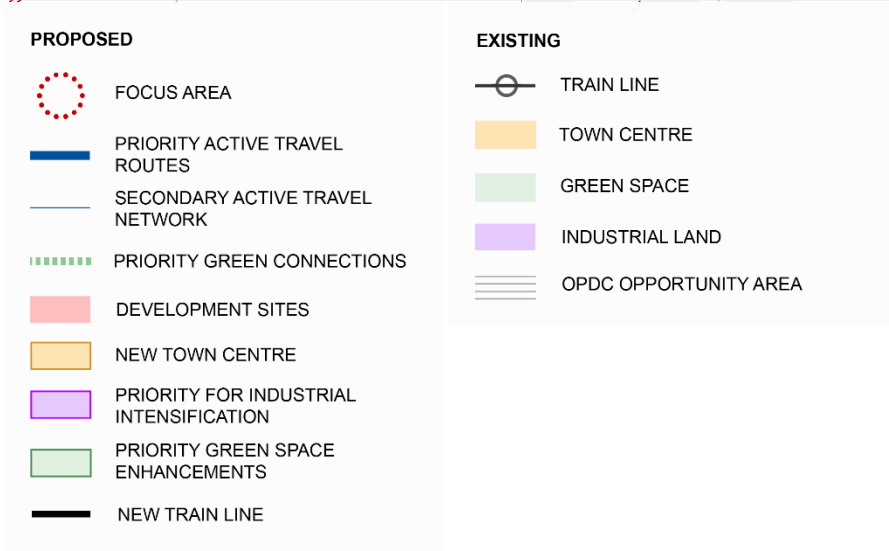 PROPOSED
FOCUS AREA
PRIORITY ACTIVE TRAVEL
ROUTES
SECONDARY ACTIVE TRAVEL
NETWORK
PRIORITY GREEN CONNECTIONS
DEVELOPMENT SITES
NEW TOWN CENTRE
PRIORITY FOR INDUSTRIAL
INTENSIFICATION
PRIORITY GREEN SPACE
ENHANCEMENTS
NEW TRAIN LINE
EXISTING
TRAIN LINE
TOWN CENTRE
GREEN SPACE
INDUSTRIAL LAND
OPDC OPPORTUNITY AREA